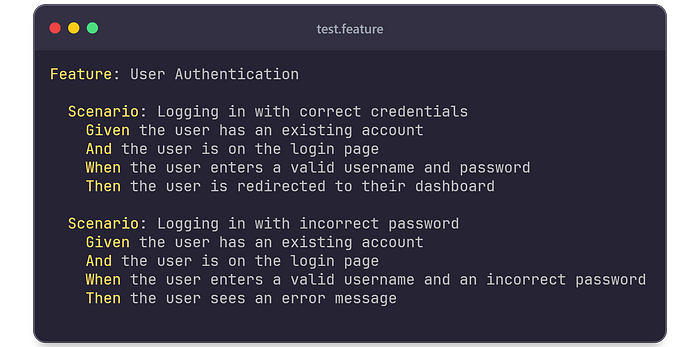 test.feature
Feature: User Authentication
Scenario: Logging in with correct credentials
Given the user has an existing account
And the user is on the login page
When the user enters a valid username and password
Then the user is redirected to their dashboard
Scenario: Logging in with incorrect password
Given the user has an existing account
And the user is on the login page
When the user enters a valid username and an incorrect password
Then the user sees an error message